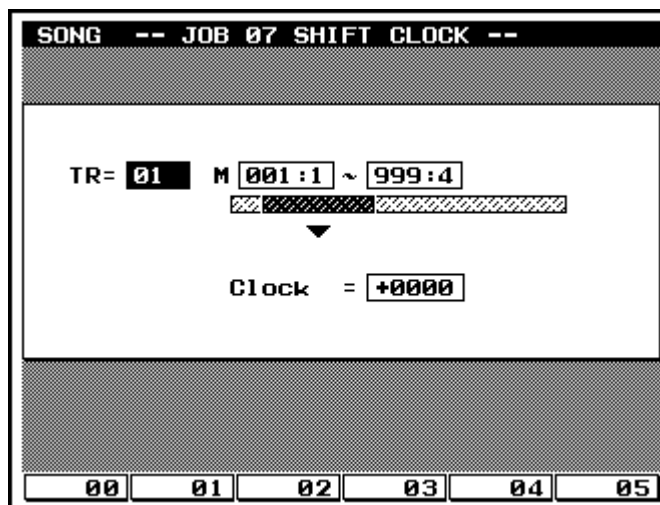 SONG -- JOB 07 SHIFT CLOCK --
TR= 01 M 001:1 ~ 999:4
Clock = +0000
00 01 02 03 04 05